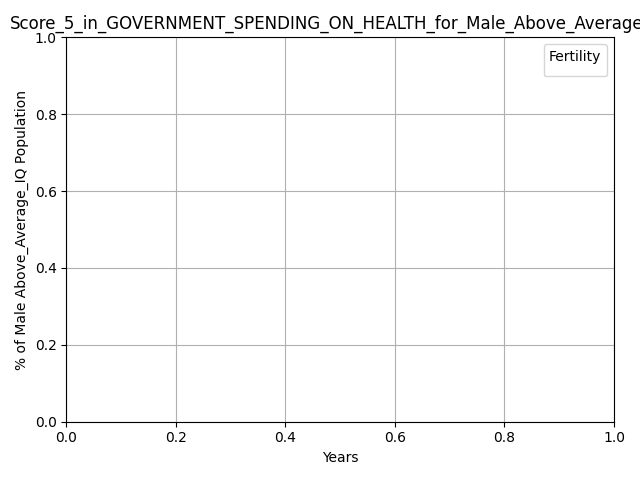 Score_5_in_GOVERNMENT_SPENDING_ON_HEALTH_for_Male_Above_Average
1.0
Fertility
0.8
0.6
0.4
0.2
0.0
% of Male Above_Average_IQ Population
0.0 0.2 0.4 0.6 0.8 1.0
Years